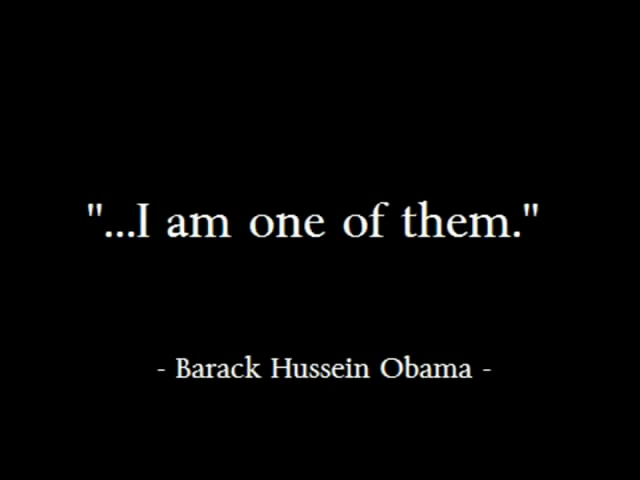 "...I am one of them."
- Barack Hussein Obama -